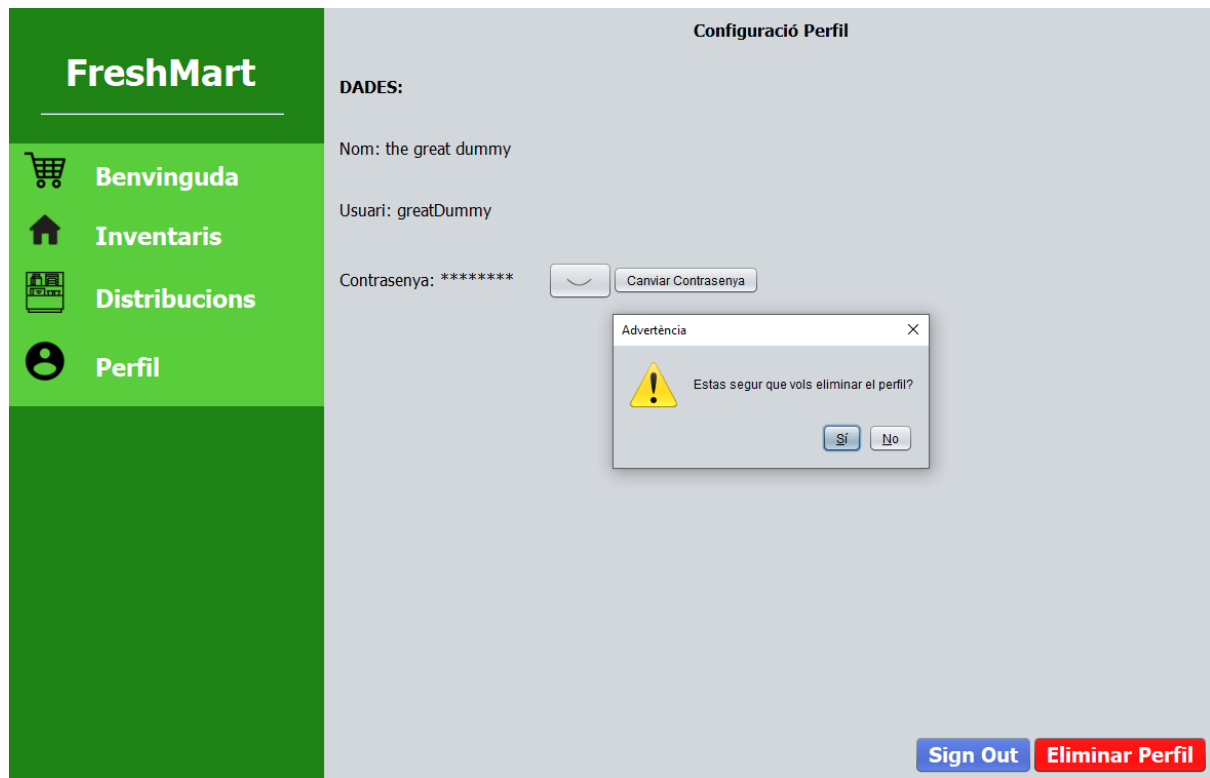 FreshMart
Benvinguda
Inventaris
Distribucions
Perfil
Configuració Perfil
DADES:
Nom: the great dummy
Usuari: greatDummy
Contrasenya: ********
Canviar Contrasenya
Advertència
Estas segur que vols eliminar el perfil?
Sí No
Sign Out Eliminar Perfil